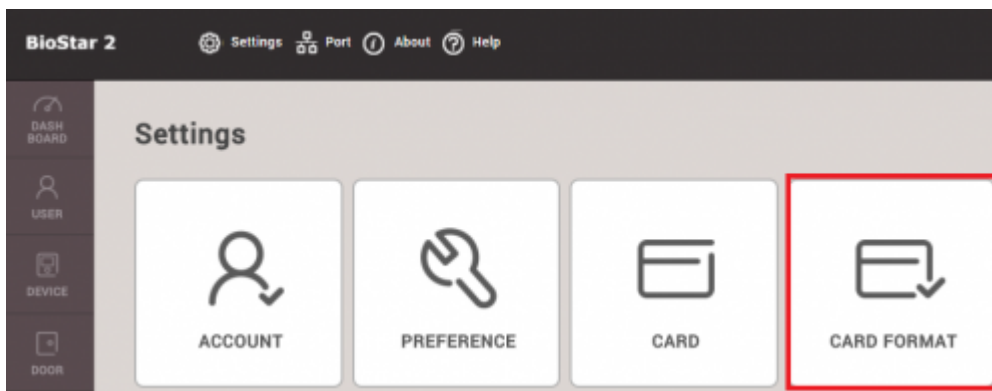 BioStar 2 Settings Port About Help
DASH
BOARD
Settings
USER
DEVICE
ACCOUNT PREFERENCE CARD CARD FORMAT
DOOR